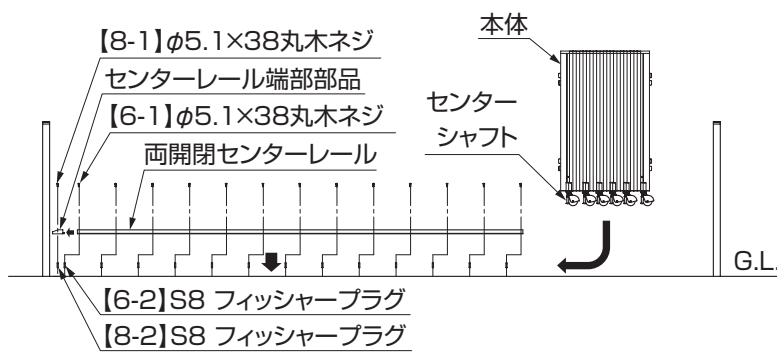 【8-1】φ5.1×38丸木ネジ
センターレール端部部品
【6-1】φ5.1×38丸木ネジ
両開閉センターレール
本体
センター
シャフト
G.L.
【6-2】S8 フィッシャープラグ
【8-2】S8 フィッシャープラグ